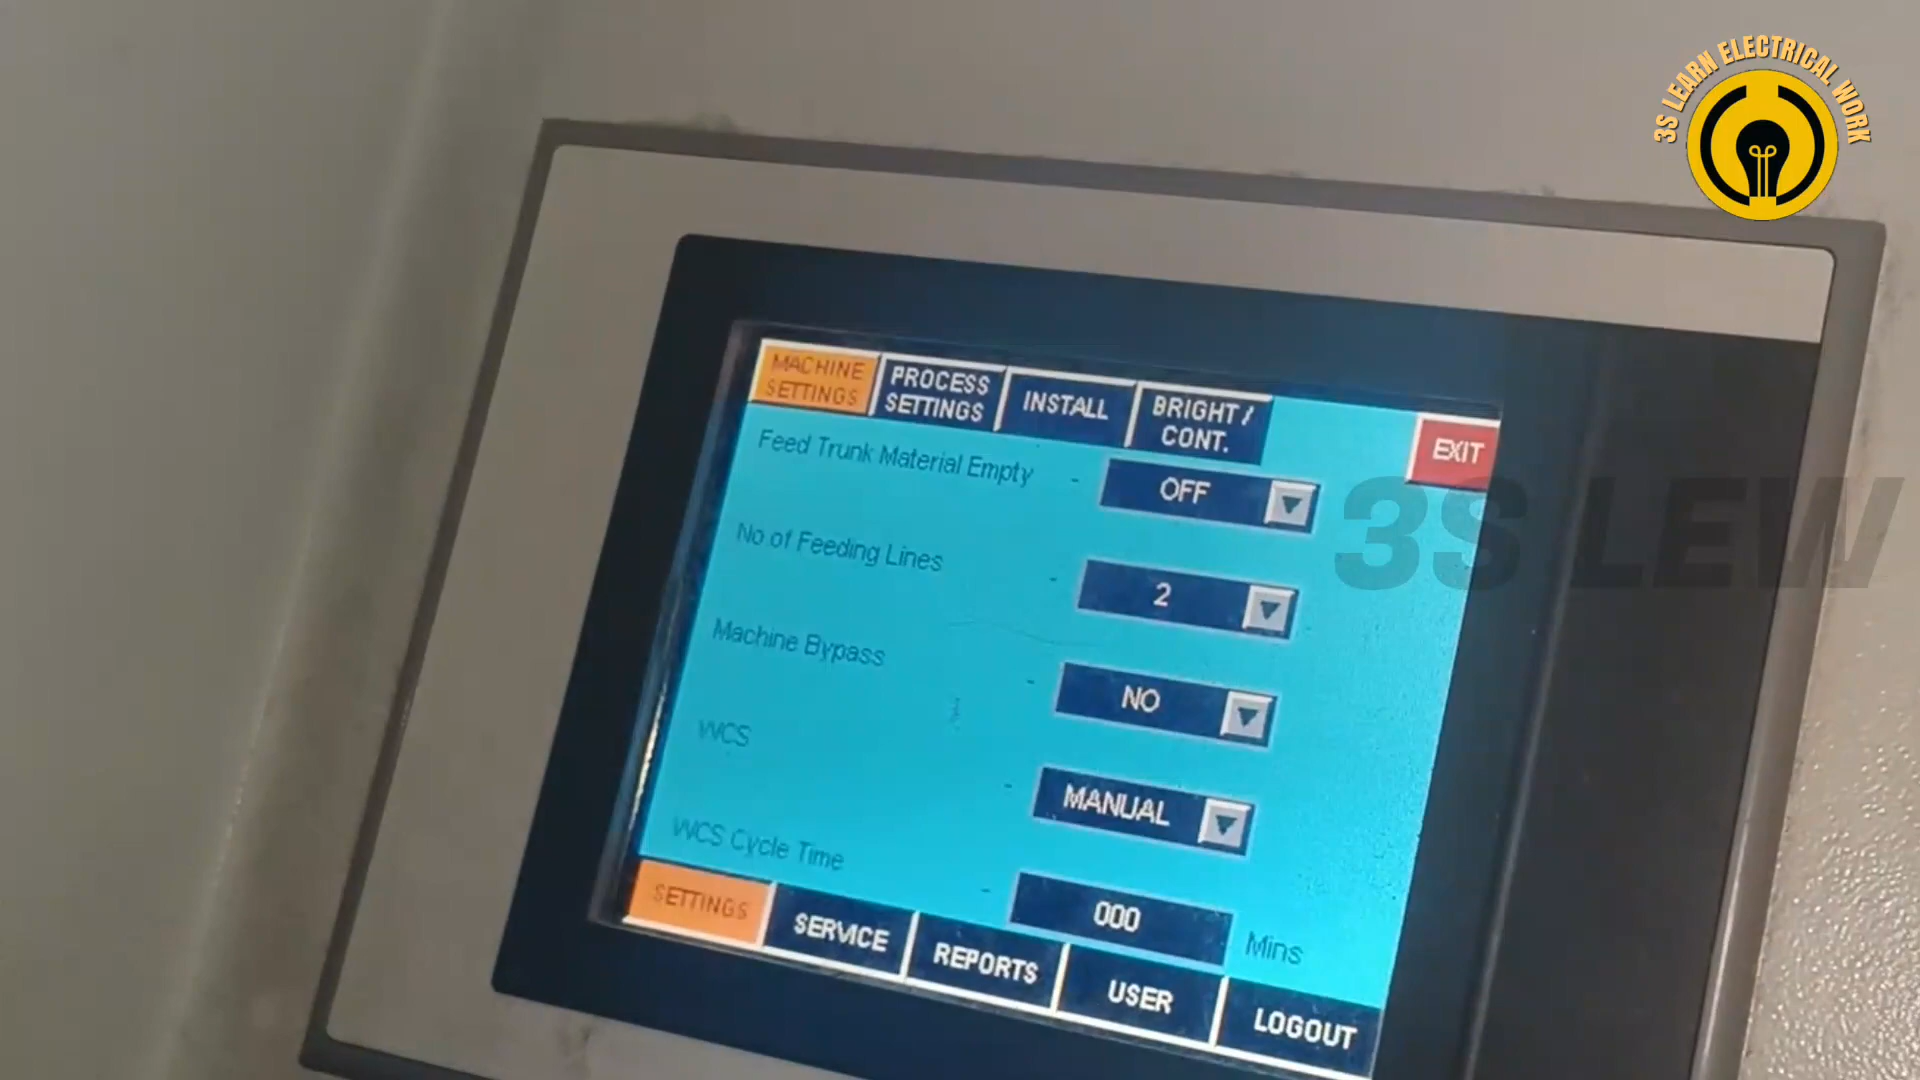 3S LEARN ELECTRICAL WORK
MACHINE
SETTINGS
PROCESS
SETTINGS
INSTALL
BRIGHT /
CONT.
EXIT
Feed Trunk Material Empty - OFF
3S LEW
No of Feeding Lines - 2
Machine Bypass - NO
WCS - MANUAL
WCS Cycle Time - 000 Mins
SETTINGS
SERVICE
REPORTS
USER
LOGOUT